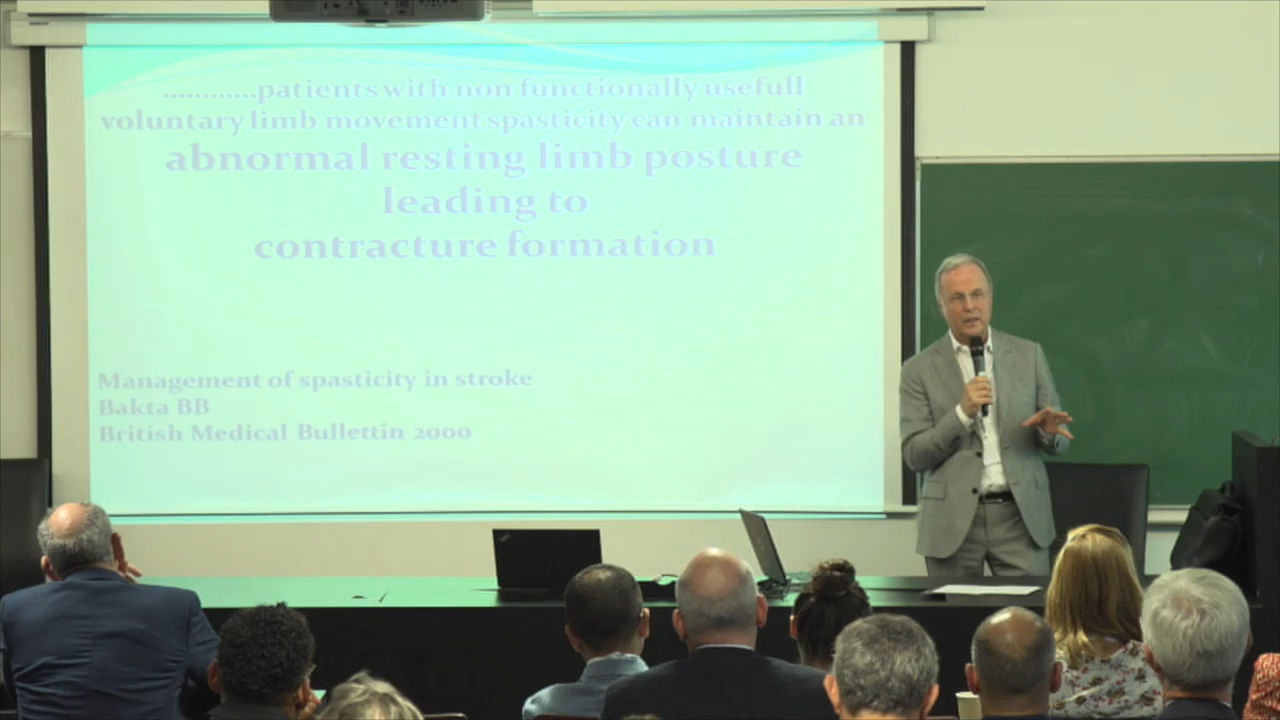 ............patients with non functionally usefull
voluntary limb movement spasticity can maintain an
abnormal resting limb posture
leading to
contracture formation
Management of spasticity in stroke
Bakta BB
British Medical Bullettin 2000